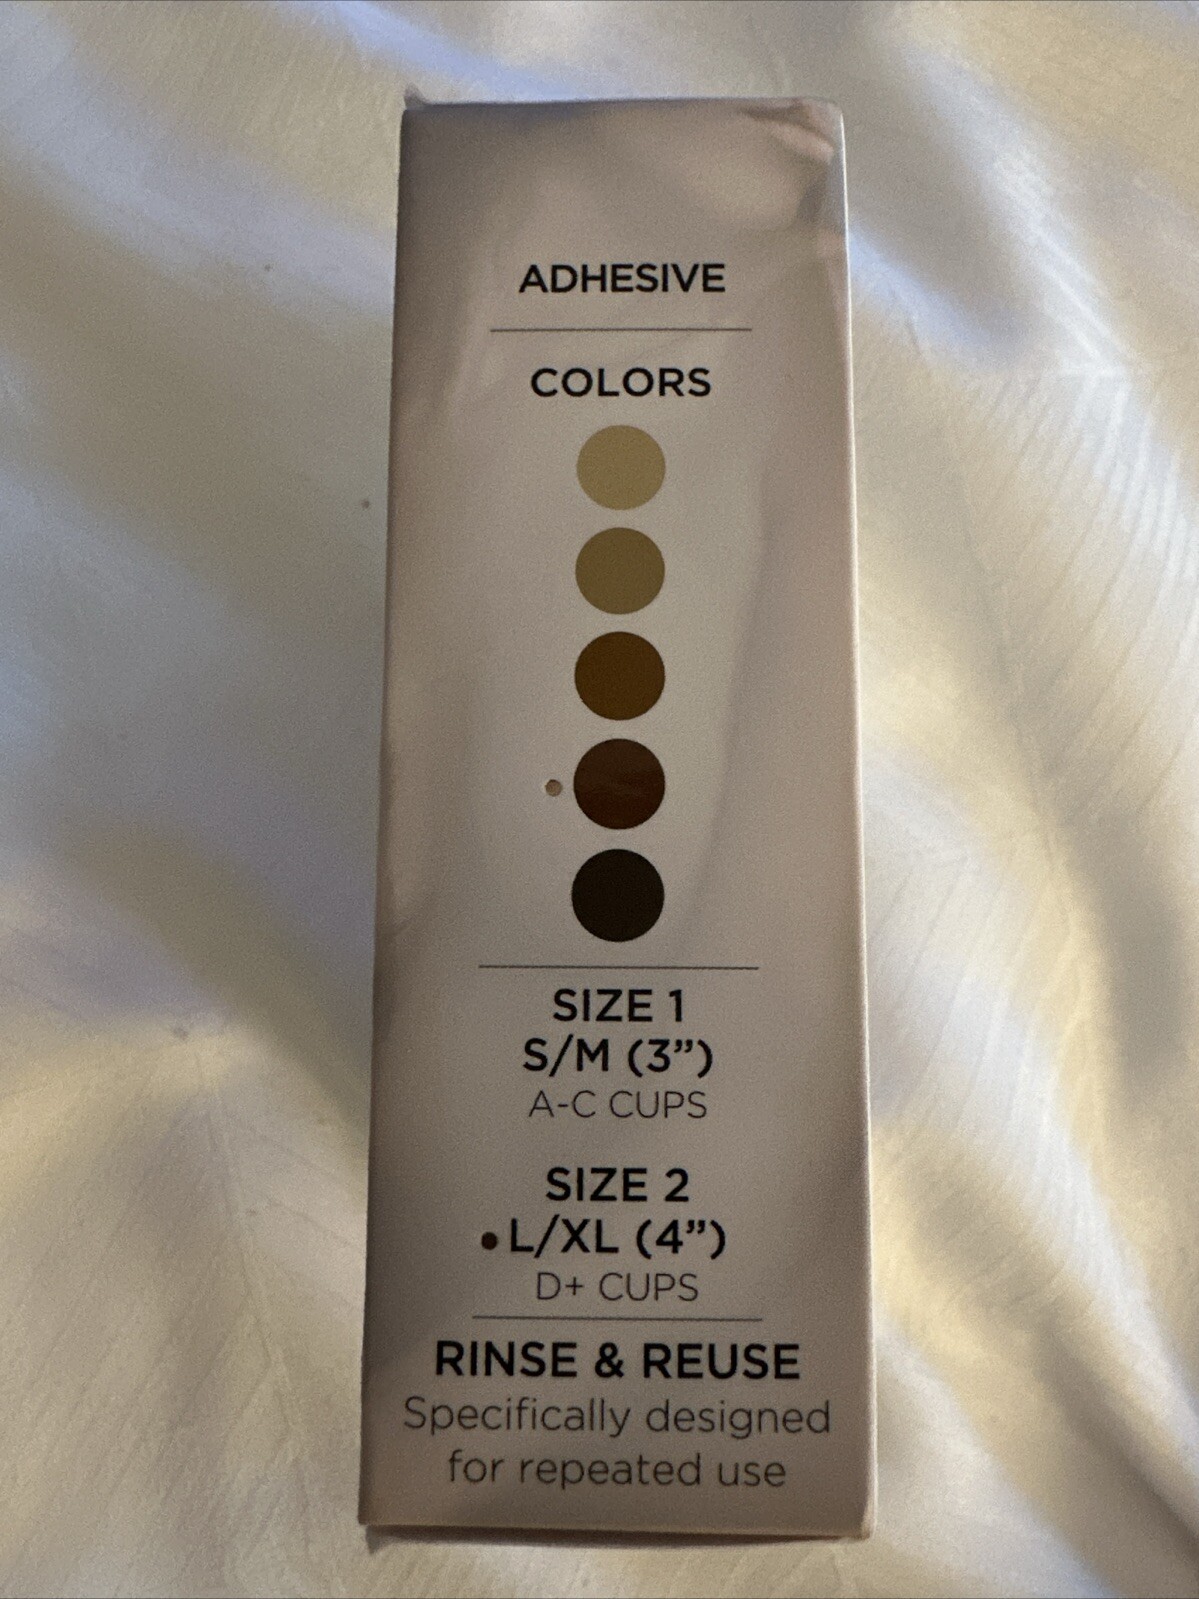 ADHESIVE
COLORS
SIZE 1
S/M (3”)
A-C CUPS
SIZE 2
•L/XL (4”)
D+ CUPS
RINSE & REUSE
Specifically designed
for repeated use